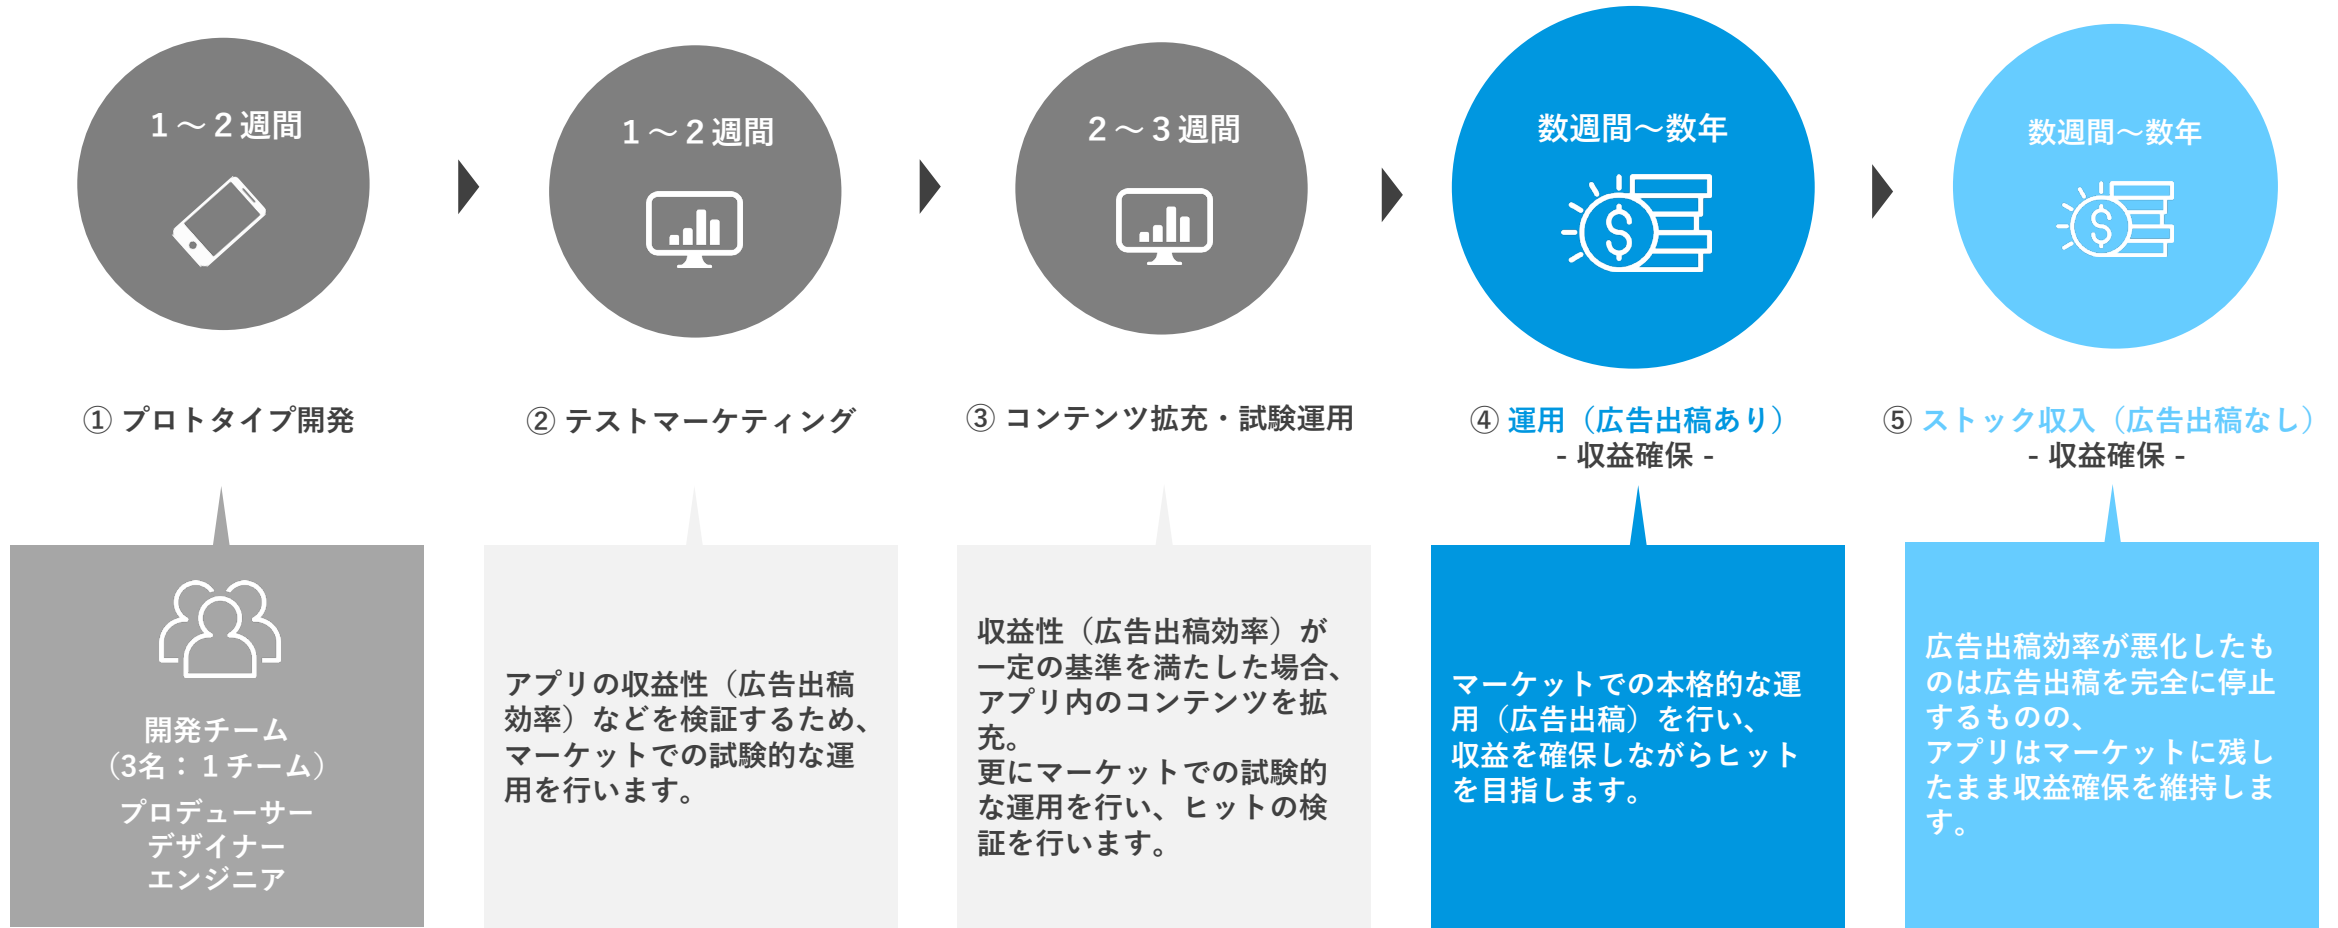 1～2週間
1～2週間
2～3週間
数週間～数年
数週間～数年
① プロトタイプ開発
② テストマーケティング
③ コンテンツ拡充・試験運用
④ 運用（広告出稿あり）
- 収益確保 -
⑤ ストック収入（広告出稿なし）
- 収益確保 -
開発チーム
（3名：１チーム）
プロデューサー
デザイナー
エンジニア
アプリの収益性（広告出稿
効率）などを検証するため、
マーケットでの試験的な運
用を行います。
収益性（広告出稿効率）が
一定の基準を満たした場合、
アプリ内のコンテンツを拡
充。
更にマーケットでの試験的
な運用を行い、ヒットの検
証を行います。
マーケットでの本格的な運
用（広告出稿）を行い、
収益を確保しながらヒット
を目指します。
広告出稿効率が悪化したも
のは広告出稿を完全に停止
するものの、
アプリはマーケットに残し
たまま収益確保を維持しま
す。